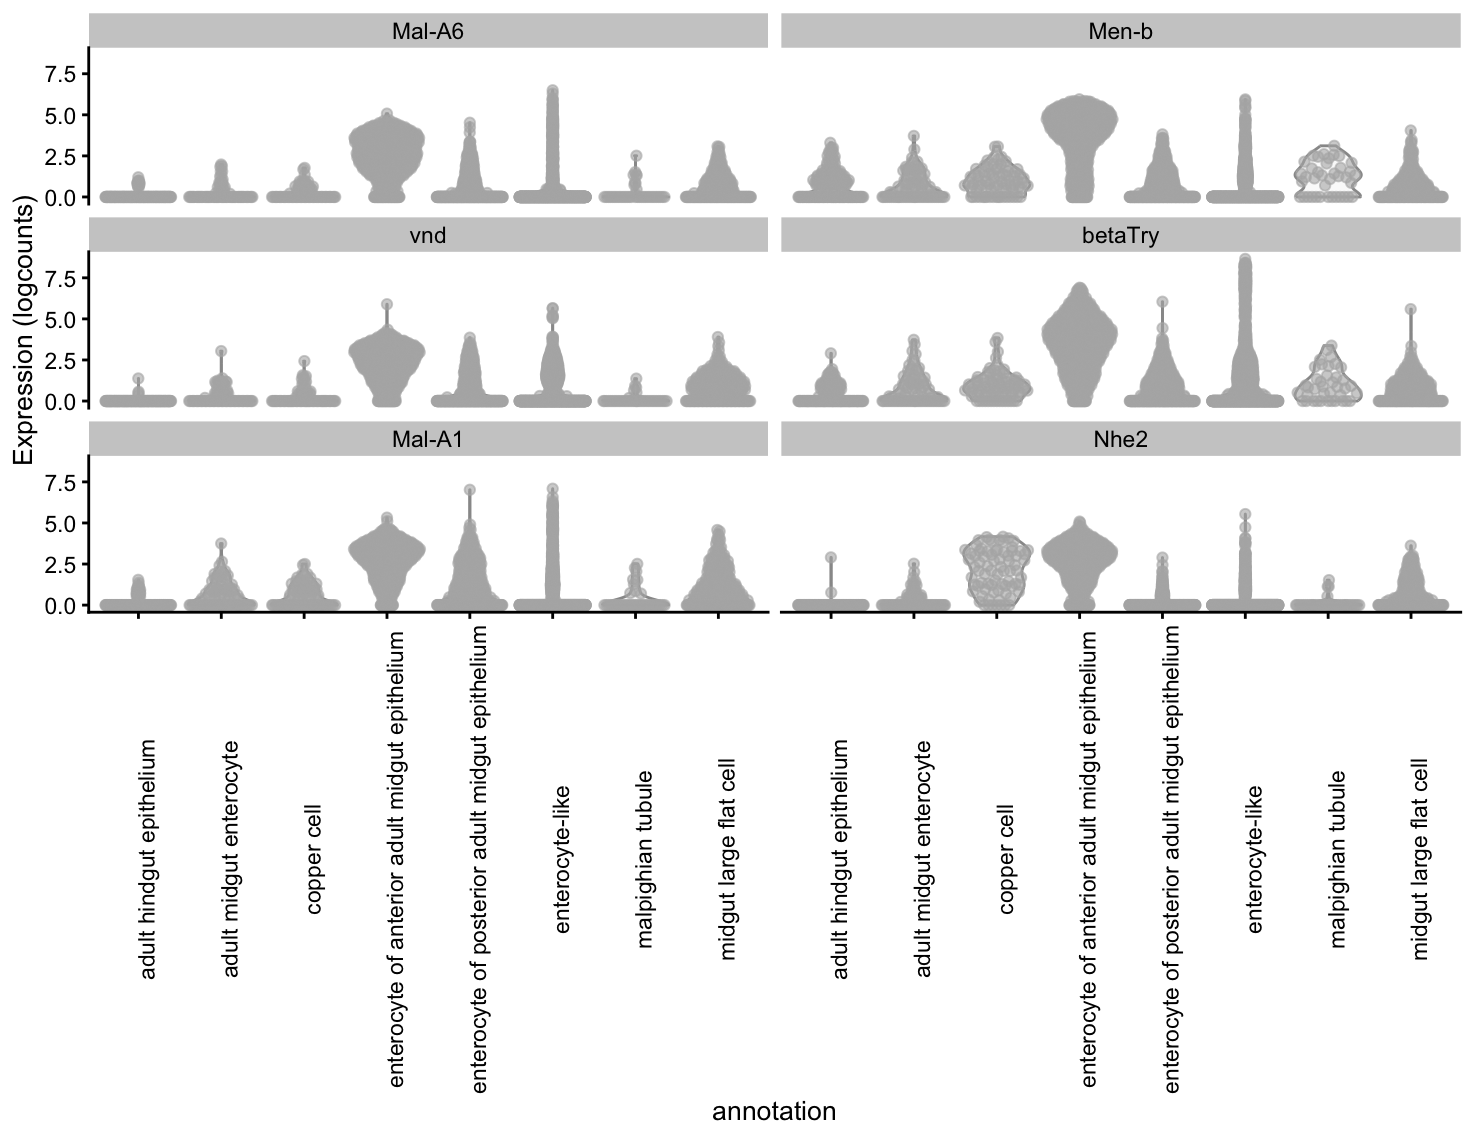 Mal-A6
Men-b
7.5
5.0
2.5
0.0
vnd
betaTry
7.5
5.0
2.5
0.0
Mal-A1
Nhe2
7.5
5.0
2.5
0.0
Expression (logcounts)
adult hindgut epithelium
adult midgut enterocyte
copper cell
enterocyte of anterior adult midgut epithelium
enterocyte of posterior adult midgut epithelium
enterocyte-like
malpighian tubule
midgut large flat cell
adult hindgut epithelium
adult midgut enterocyte
copper cell
enterocyte of anterior adult midgut epithelium
enterocyte of posterior adult midgut epithelium
enterocyte-like
malpighian tubule
midgut large flat cell
annotation